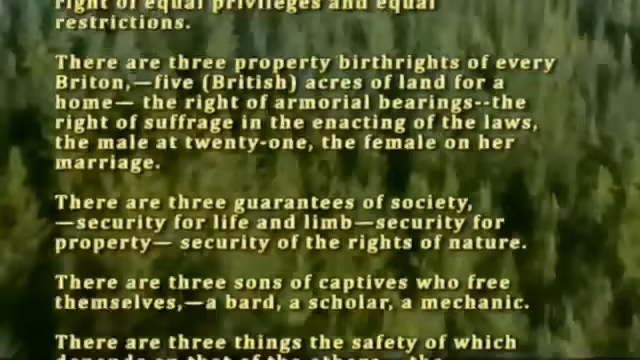 right of equal privileges and equal
restrictions.
There are three property birthrights of every
Briton,—five (British) acres of land for a
home— the right of armorial bearings--the
right of suffrage in the enacting of the laws,
the male at twenty-one, the female on her
marriage.
There are three guarantees of society,
—security for life and limb—security for
property— security of the rights of nature.
There are three sons of captives who free
themselves,—a bard, a scholar, a mechanic.
There are three things the safety of which
depends on that of the others,—the